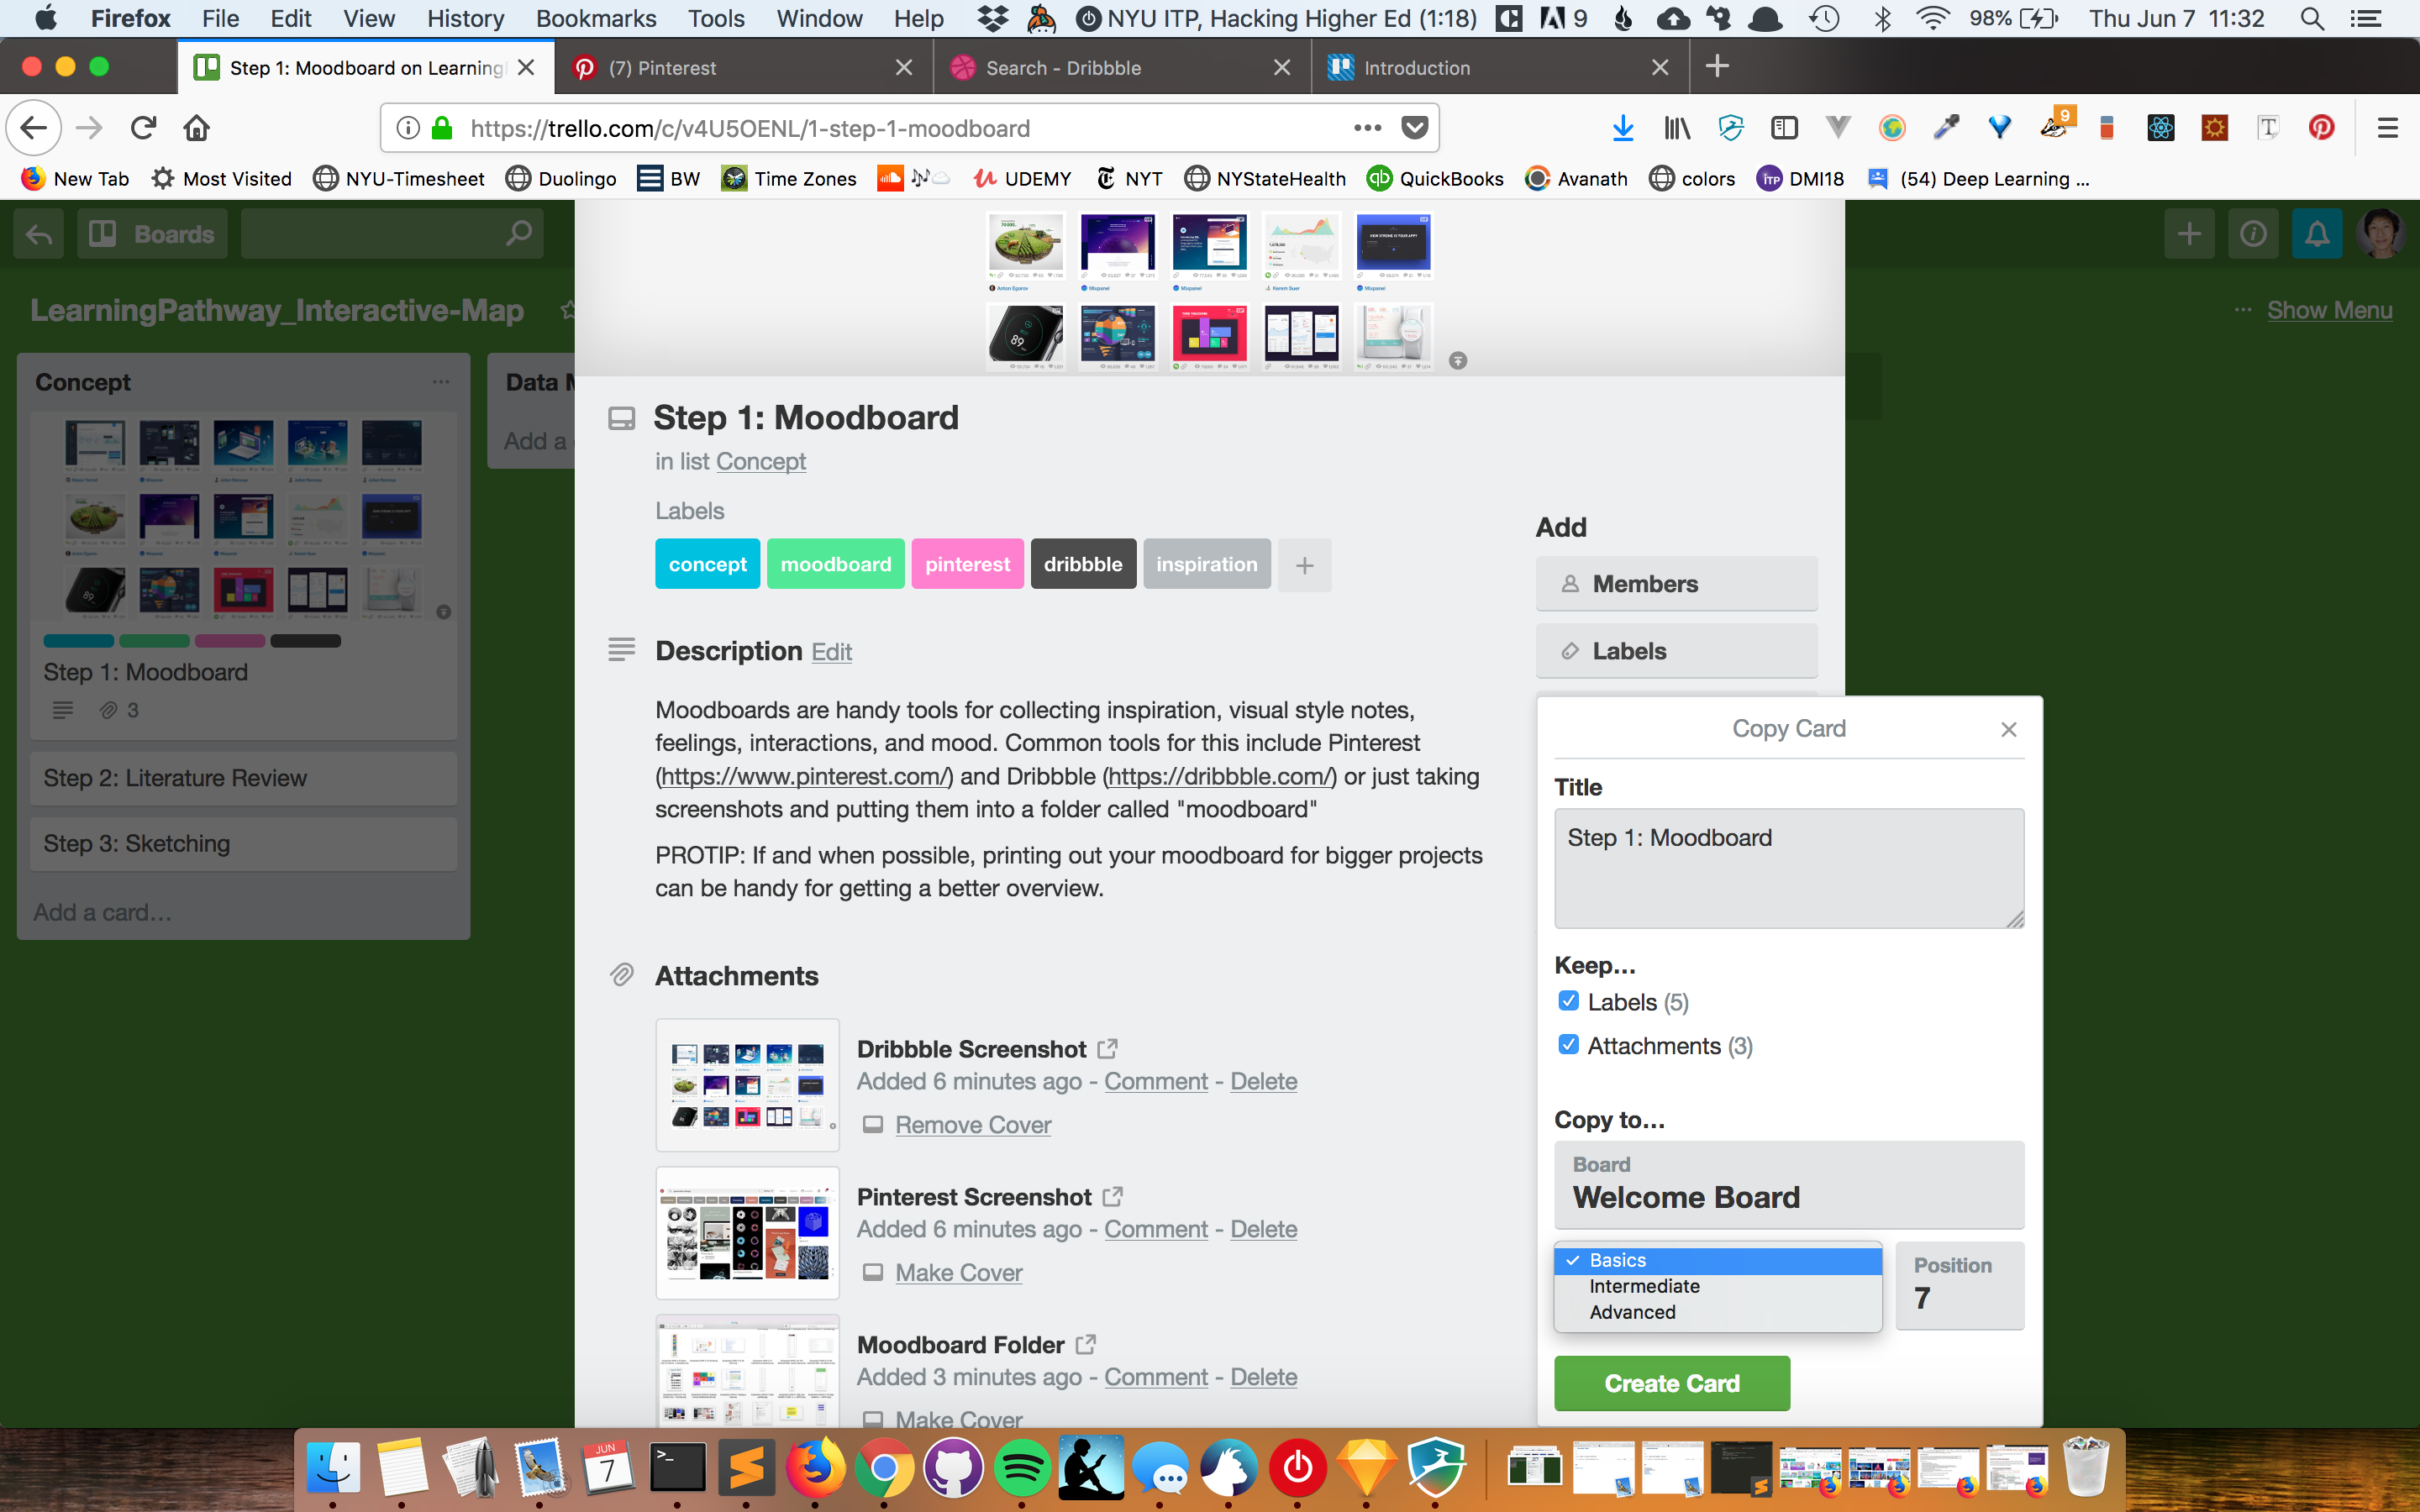 Firefox File Edit View History Bookmarks Tools Window Help NYU ITP, Hacking Higher Ed (1:18) 9 98% Thu Jun 7 11:32
Step 1: Moodboard on Learning (7) Pinterest Search - Dribbble Introduction
https://trello.com/c/v4U5OENL/1-step-1-moodboard
9
New Tab Most Visited NYU-Timesheet Duolingo BW Time Zones UDEMY NYT NYStateHealth QuickBooks Avanath colors DMI18 (54) Deep Learning ...
Boards
LearningPathway_Interactive-Map
Show Menu
Concept
Step 1: Moodboard
3
Step 2: Literature Review
Step 3: Sketching
Add a card…
Data
Add a
Step 1: Moodboard
in list Concept
Labels
concept moodboard pinterest dribbble inspiration
Description Edit
Moodboards are handy tools for collecting inspiration, visual style notes,
feelings, interactions, and mood. Common tools for this include Pinterest
(https://www.pinterest.com/) and Dribbble (https://dribbble.com/) or just taking
screenshots and putting them into a folder called "moodboard"
PROTIP: If and when possible, printing out your moodboard for bigger projects
can be handy for getting a better overview.
Attachments
Dribbble Screenshot
Added 6 minutes ago - Comment - Delete
Remove Cover
Pinterest Screenshot
Added 6 minutes ago - Comment - Delete
Make Cover
Moodboard Folder
Added 3 minutes ago - Comment - Delete
Make Cover
Add
Members
Labels
Copy Card
Title
Step 1: Moodboard
Keep…
Labels (5)
Attachments (3)
Copy to…
Board
Welcome Board
Basics
Intermediate
Advanced
Position
7
Create Card
JUN
7